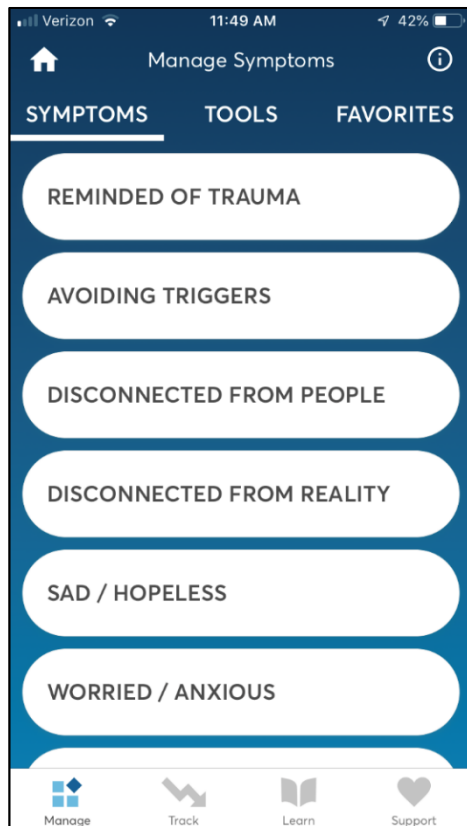 Verizon 11:49 AM 42%
Manage Symptoms
SYMPTOMS TOOLS FAVORITES
REMINDED OF TRAUMA
AVOIDING TRIGGERS
DISCONNECTED FROM PEOPLE
DISCONNECTED FROM REALITY
SAD / HOPELESS
WORRIED / ANXIOUS
Manage Track Learn Support